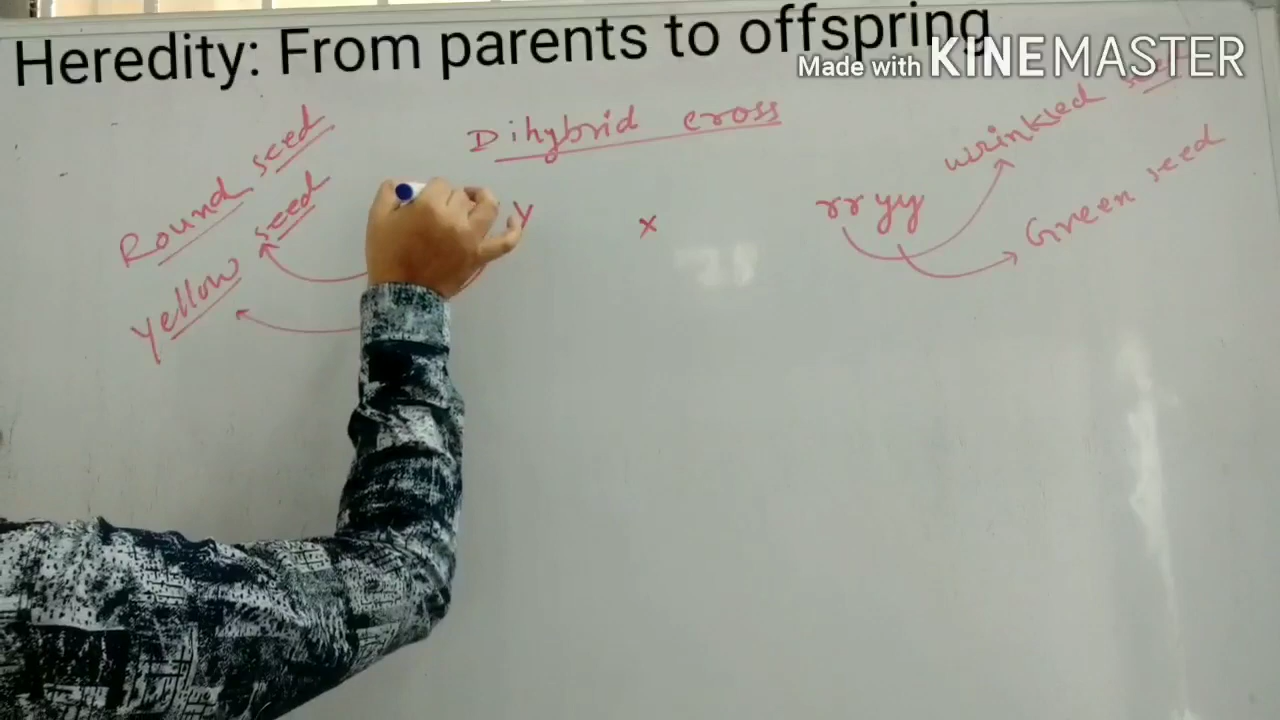 Heredity: From parents to offspring
Made with KINEMASTER
Dihybrid cross
Round seed
Yellow seed
Y
x
rryy
wrinkled
Green seed